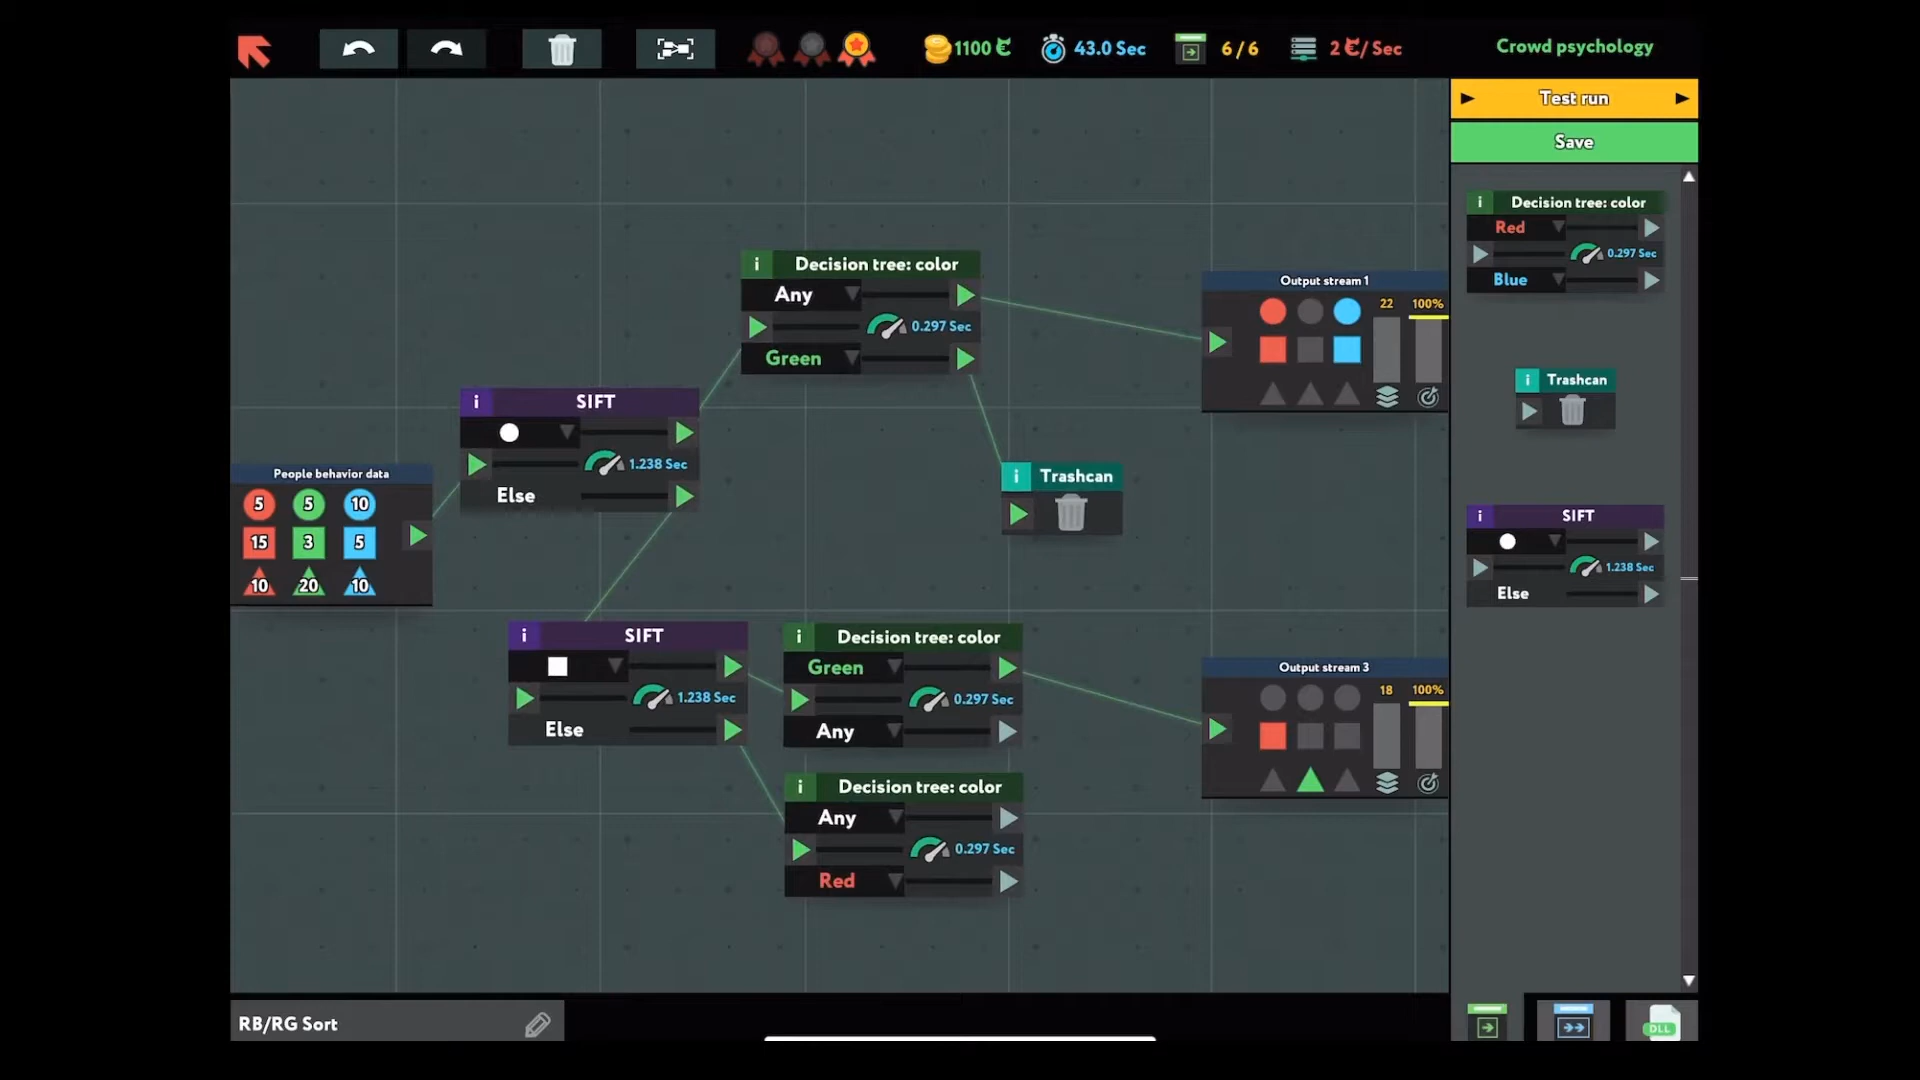 1100 €
43.0 Sec
6/6
2 €/Sec
Crowd psychology
Test run
Save
i Decision tree: color
Red
0.297 Sec
Blue
i Trashcan
i SIFT
1.238 Sec
Else
i Decision tree: color
Any
0.297 Sec
Green
Output stream 1
22 100%
i SIFT
1.238 Sec
Else
i Trashcan
People behavior data
5 5 10
15 3 5
10 20 10
i SIFT
1.238 Sec
Else
i Decision tree: color
Green
0.297 Sec
Any
Output stream 3
18 100%
i Decision tree: color
Any
0.297 Sec
Red
RB/RG Sort
DLL